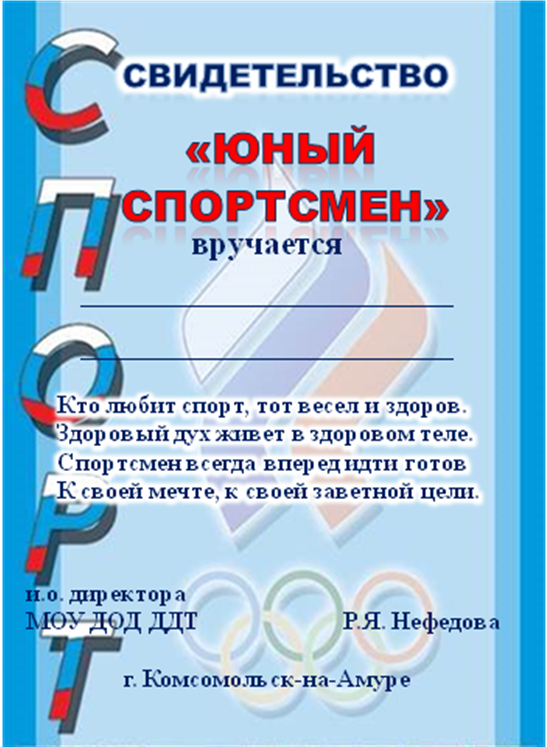 СПОРТ
СВИДЕТЕЛЬСТВО
«ЮНЫЙ
СПОРТСМЕН»
вручается
Кто любит спорт, тот весел и здоров.
Здоровый дух живет в здоровом теле.
Спортсмен всегда вперед идти готов
К своей мечте, к своей заветной цели.
и.о. директора
МОУ ДОД ДДТ Р.Я. Нефедова
г. Комсомольск-на-Амуре